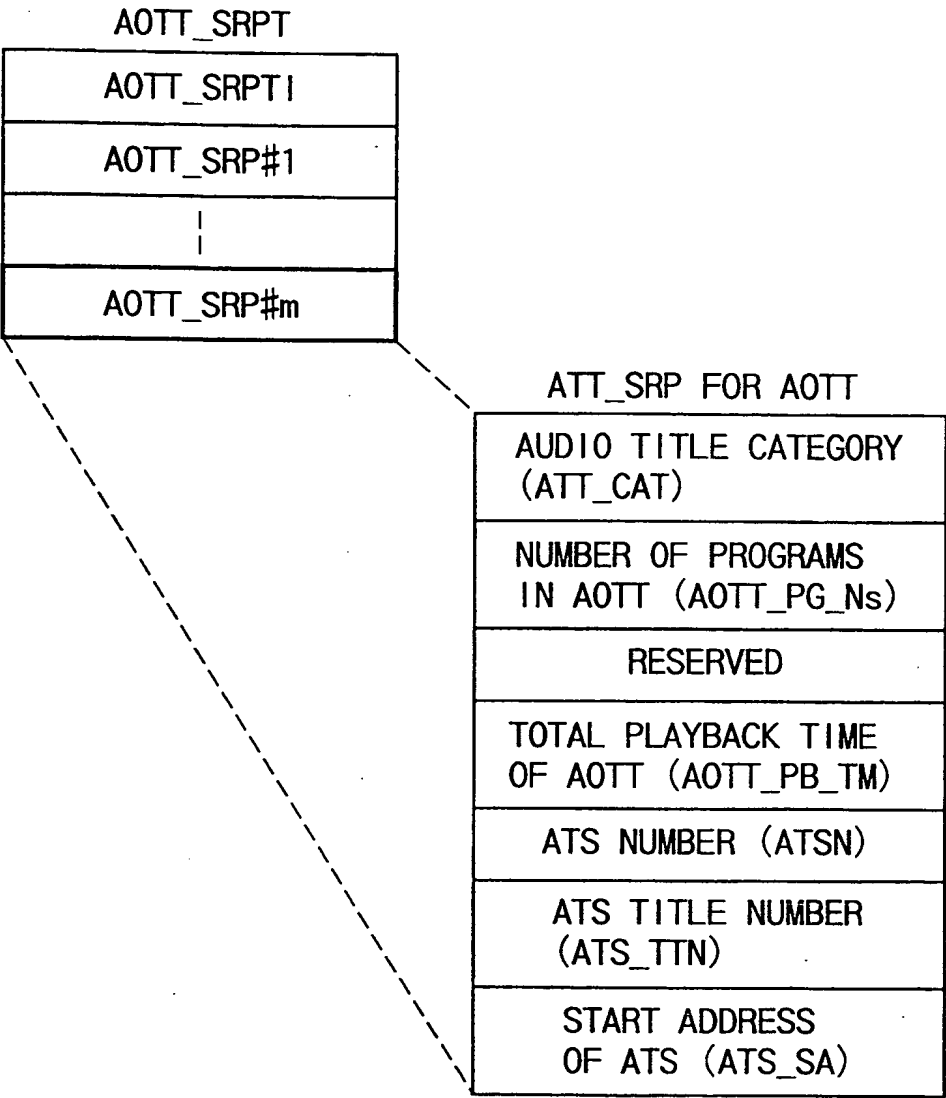 AOTT_SRPT
AOTT_SRPTI
AOTT_SRP#1
AOTT_SRP#m
ATT_SRP FOR AOTT
AUDIO TITLE CATEGORY
(ATT_CAT)
NUMBER OF PROGRAMS
IN AOTT (AOTT_PG_Ns)
RESERVED
TOTAL PLAYBACK TIME
OF AOTT (AOTT_PB_TM)
ATS NUMBER (ATSN)
ATS TITLE NUMBER
(ATS_TTN)
START ADDRESS
OF ATS (ATS_SA)